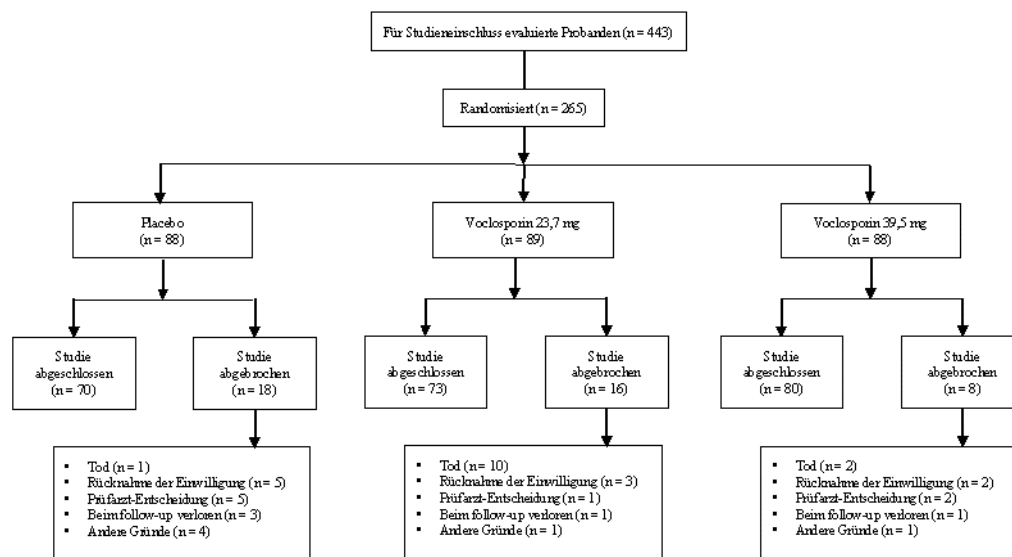 Für Studieneinschluss evaluierte Probanden (n = 443)
Randomisiert (n = 265)
Placebo
(n = 88)
Voclosporin 23,7 mg
(n = 89)
Voclosporin 39,5 mg
(n = 88)
Studie
abgeschlossen
(n = 70)
Studie
abgebrochen
(n = 18)
Studie
abgeschlossen
(n = 73)
Studie
abgebrochen
(n = 16)
Studie
abgeschlossen
(n = 80)
Studie
abgebrochen
(n = 8)
▪ Tod (n = 1)
▪ Rücknahme der Einwilligung (n = 5)
▪ Prüfarzt-Entscheidung (n = 5)
▪ Beim follow-up verloren (n = 3)
▪ Andere Gründe (n = 4)
▪ Tod (n = 10)
▪ Rücknahme der Einwilligung (n = 3)
▪ Prüfarzt-Entscheidung (n = 1)
▪ Beim follow-up verloren (n = 1)
▪ Andere Gründe (n = 1)
▪ Tod (n = 2)
▪ Rücknahme der Einwilligung (n = 2)
▪ Prüfarzt-Entscheidung (n = 2)
▪ Beim follow-up verloren (n = 1)
▪ Andere Gründe (n = 1)